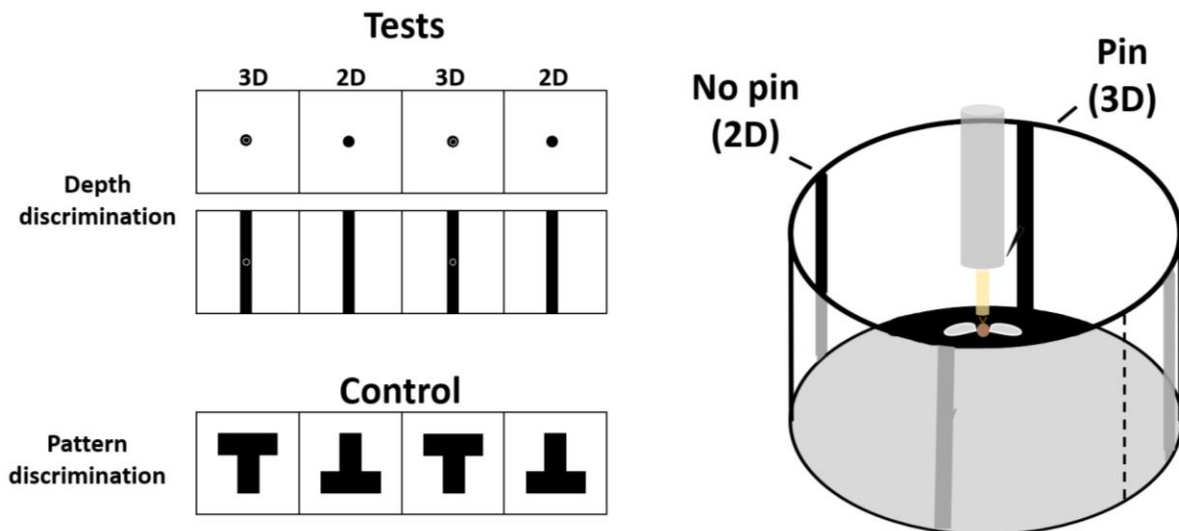 Tests
3D 2D 3D 2D
Depth
discrimination
Control
Pattern
discrimination
No pin
(2D)
Pin
(3D)